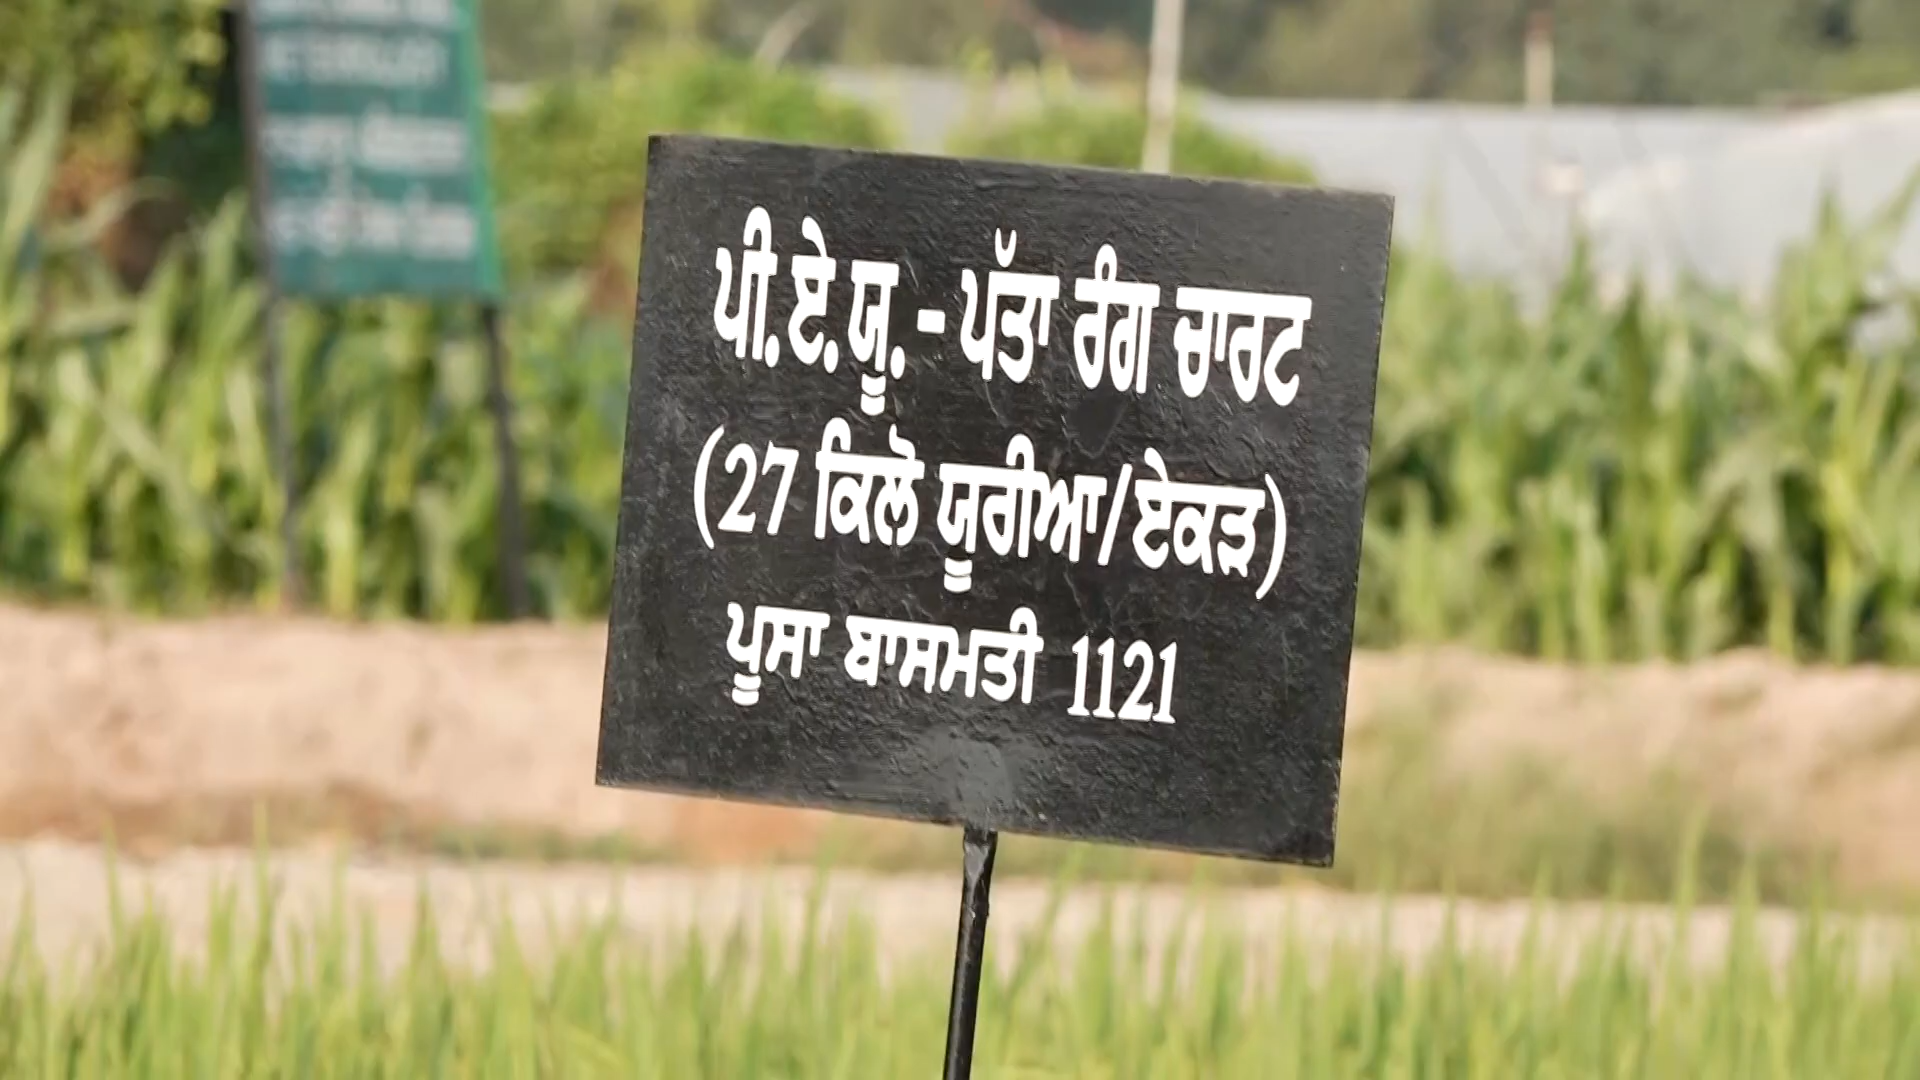 ਪੀ.ਏ.ਯੂ. - ਪੱਤਾ ਰੰਗ ਚਾਰਟ
(27 ਕਿਲੋ ਯੂਰੀਆ/ਏਕੜ)
ਪੂਸਾ ਬਾਸਮਤੀ 1121